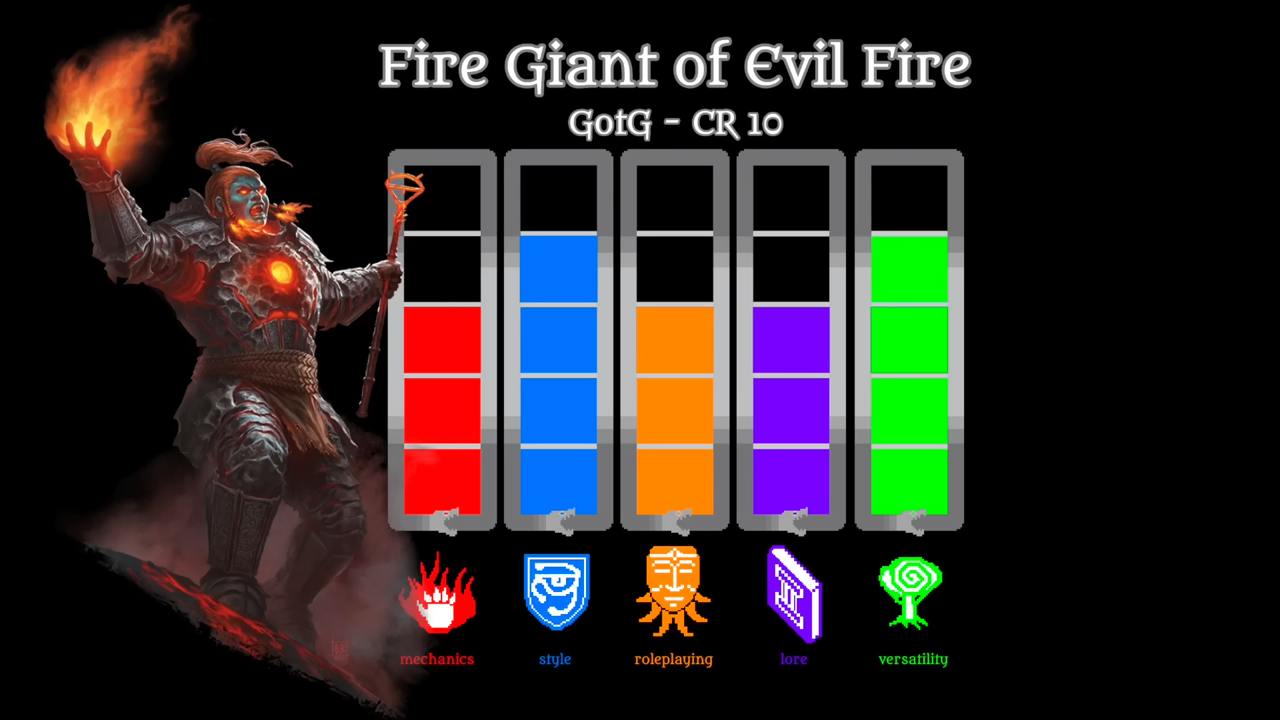 Fire Giant of Evil Fire
GotG - CR 10
mechanics style roleplaying lore versatility